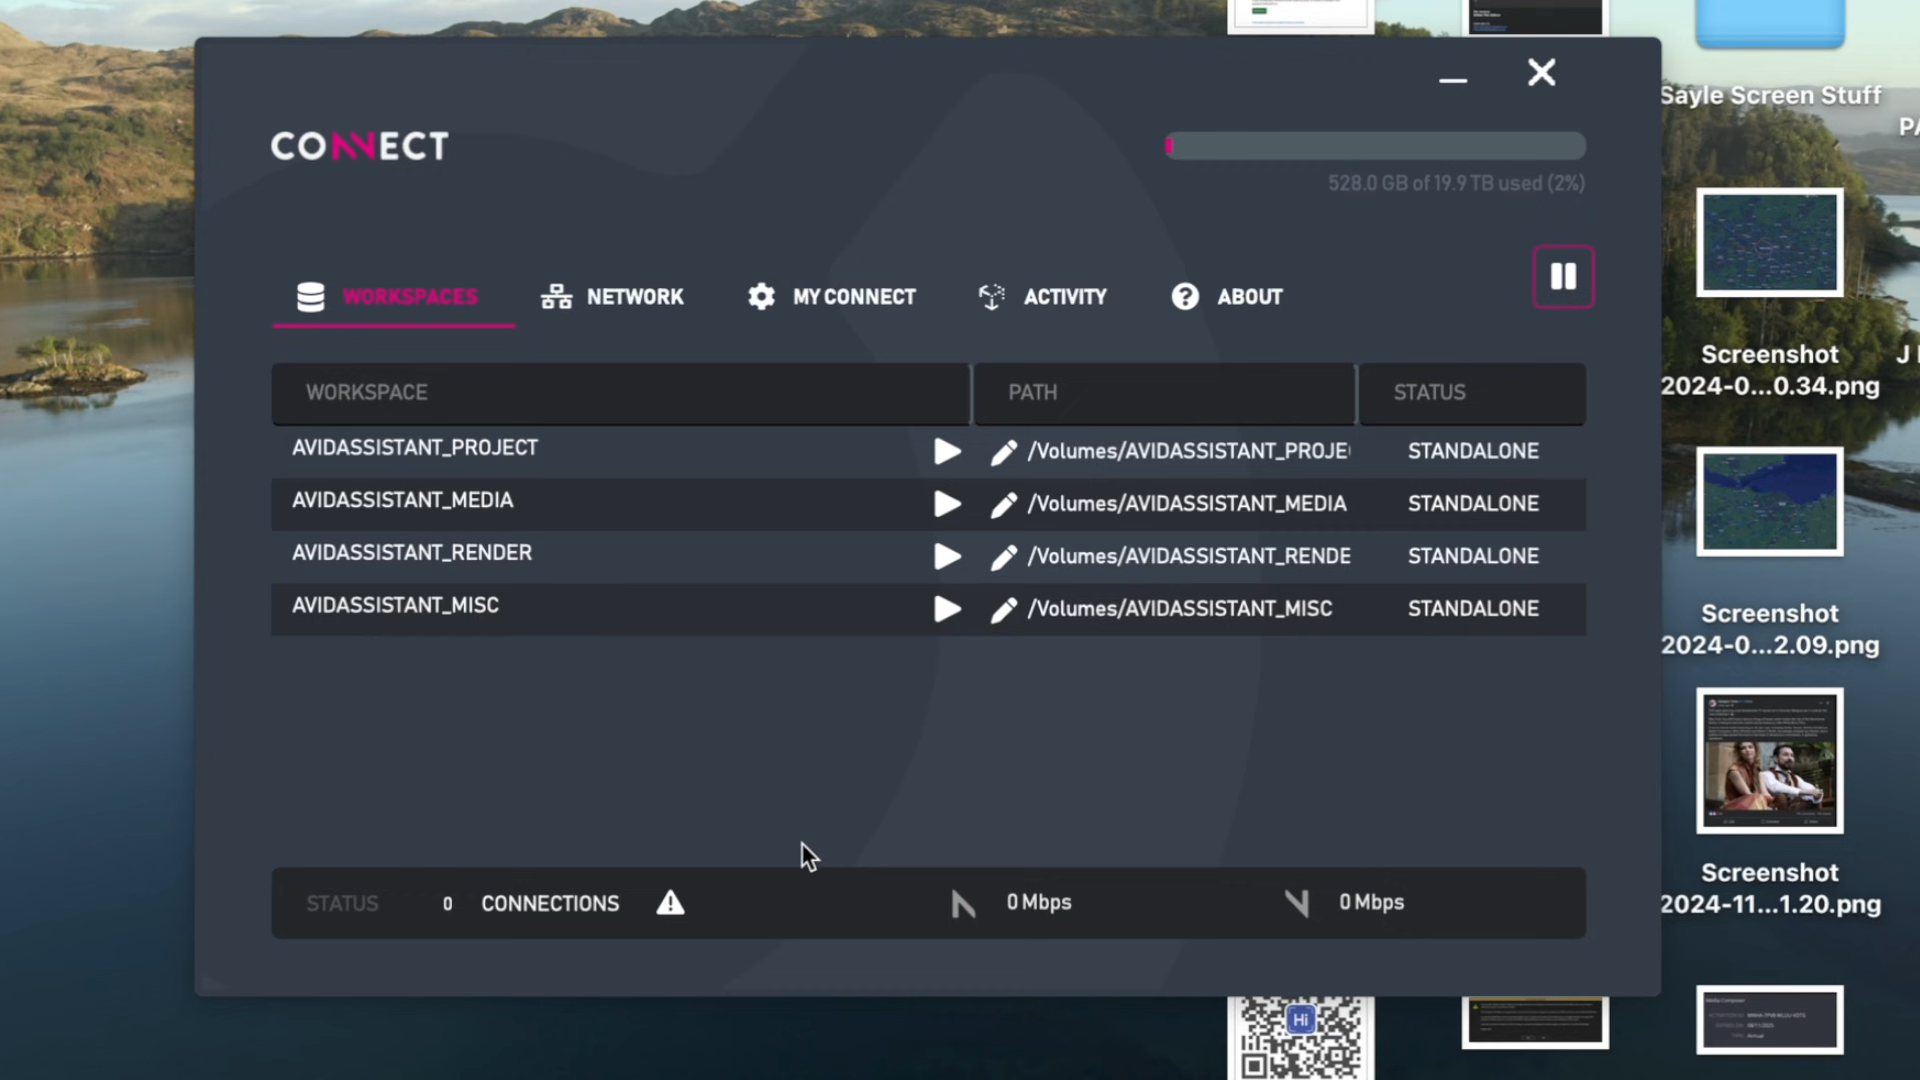 CONNECT
528.0 GB of 19.9 TB used (2%)
WORKSPACES
NETWORK
MY CONNECT
ACTIVITY
ABOUT
WORKSPACE
PATH
STATUS
AVIDASSISTANT_PROJECT
/Volumes/AVIDASSISTANT_PROJE
STANDALONE
AVIDASSISTANT_MEDIA
/Volumes/AVIDASSISTANT_MEDIA
STANDALONE
AVIDASSISTANT_RENDER
/Volumes/AVIDASSISTANT_RENDE
STANDALONE
AVIDASSISTANT_MISC
/Volumes/AVIDASSISTANT_MISC
STANDALONE
STATUS
0 CONNECTIONS
0 Mbps
0 Mbps
Sayle Screen Stuff
PA
Screenshot
2024-0...0.34.png
J
Screenshot
2024-0...2.09.png
Screenshot
2024-11...1.20.png
Hi
Media Composer